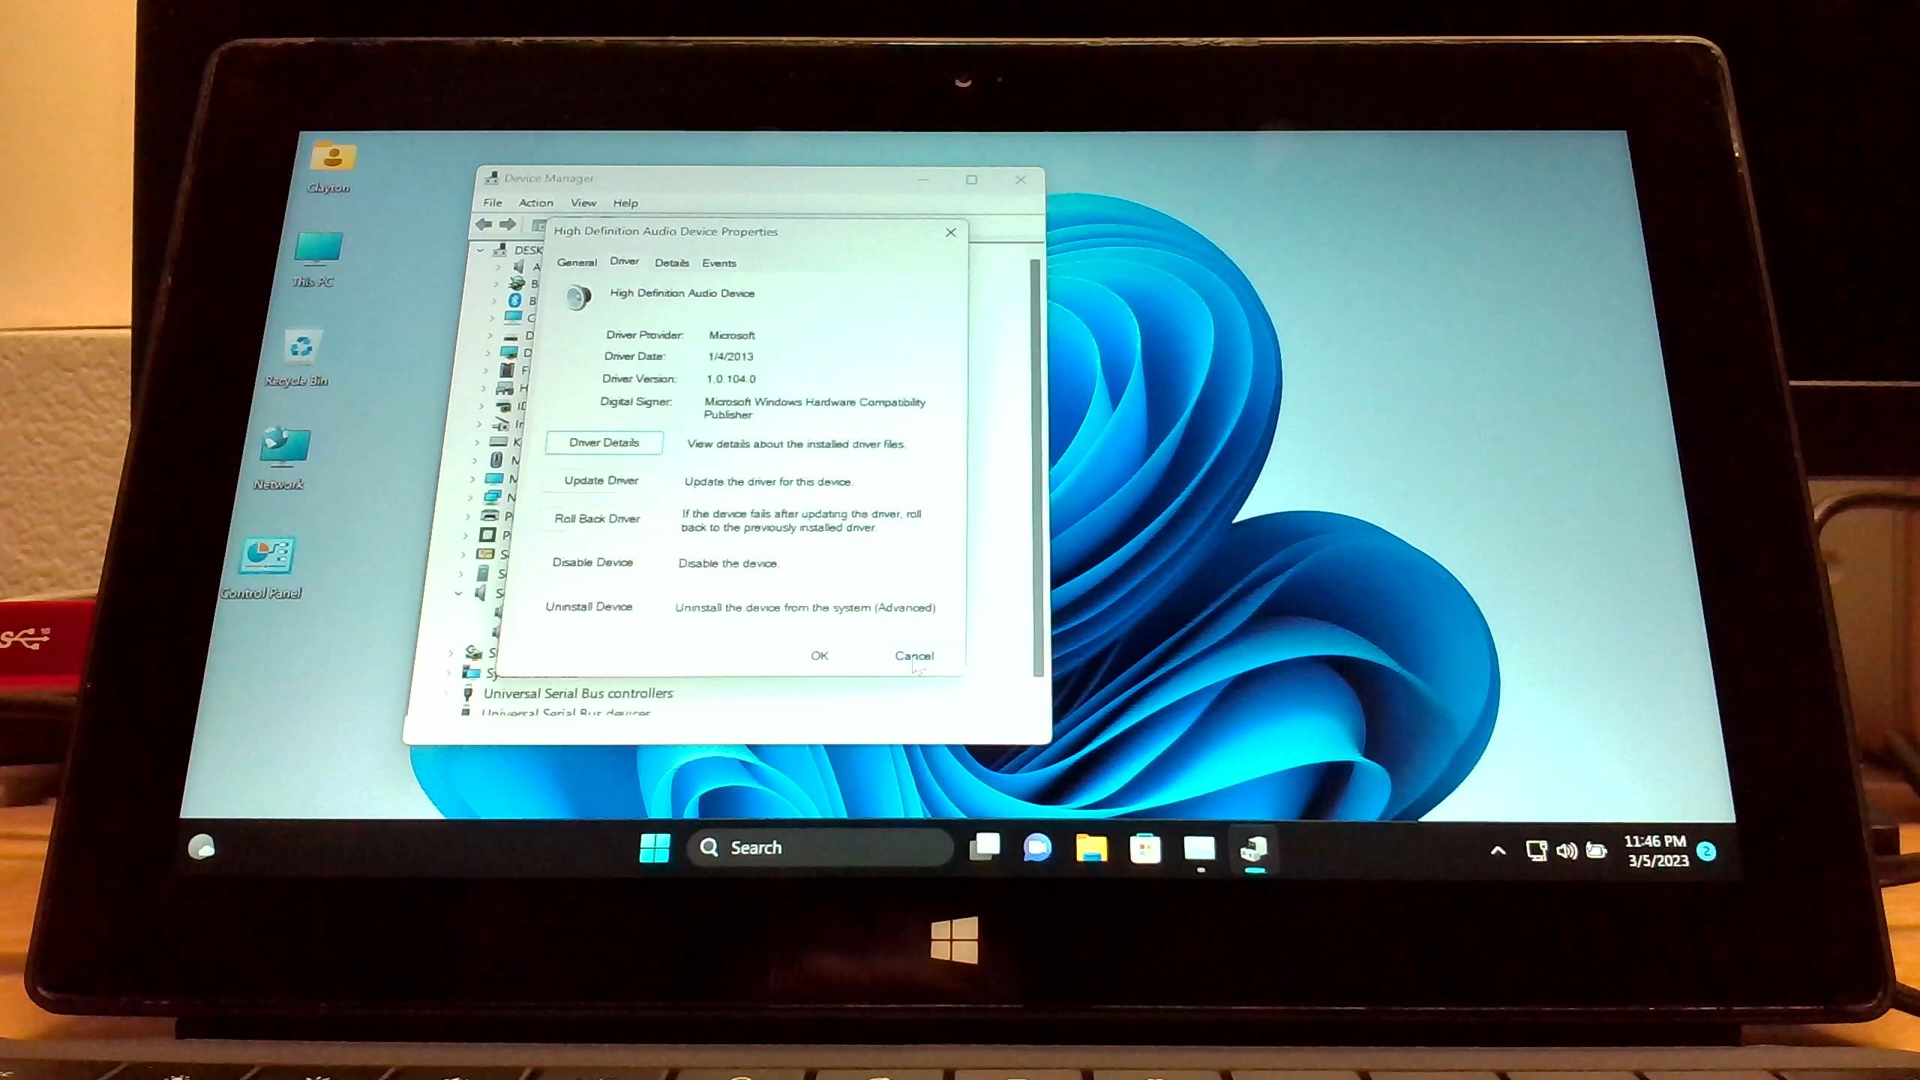 Clayton
This PC
Recycle Bin
Network
Control Panel
Device Manager
File Action View Help
DESK
High Definition Audio Device Properties
General Driver Details Events
High Definition Audio Device
Driver Provider: Microsoft
Driver Date: 1/4/2013
Driver Version: 1.0.104.0
Digital Signer: Microsoft Windows Hardware Compatibility
Publisher
Driver Details View details about the installed driver files.
Update Driver Update the driver for this device.
Roll Back Driver If the device fails after updating the driver, roll
back to the previously installed driver.
Disable Device Disable the device.
Uninstall Device Uninstall the device from the system (Advanced)
OK Cancel
Sy
Universal Serial Bus controllers
Universal Serial Bus devices
Search
11:46 PM
3/5/2023
2